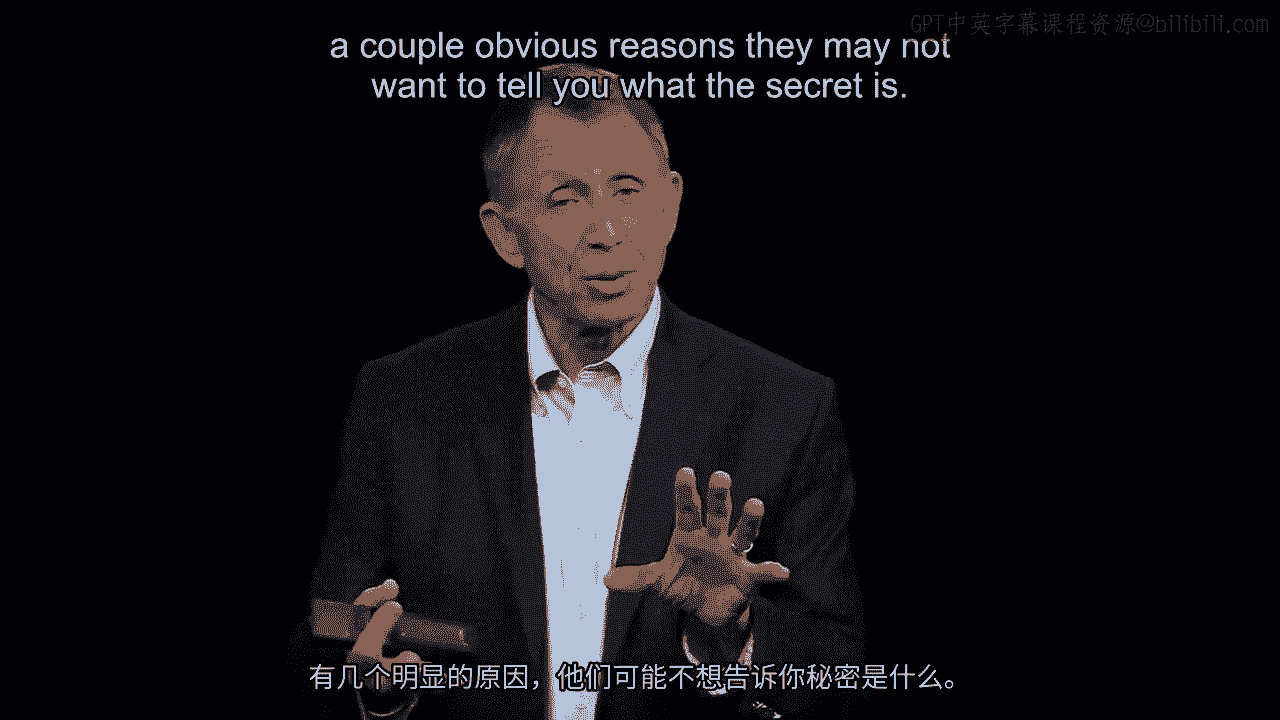 GPT中英字幕课程资源@bilibili.com
a couple obvious reasons they may not
want to tell you what the secret is.
有几个明显的原因，他们可能不想告诉你秘密是什么。